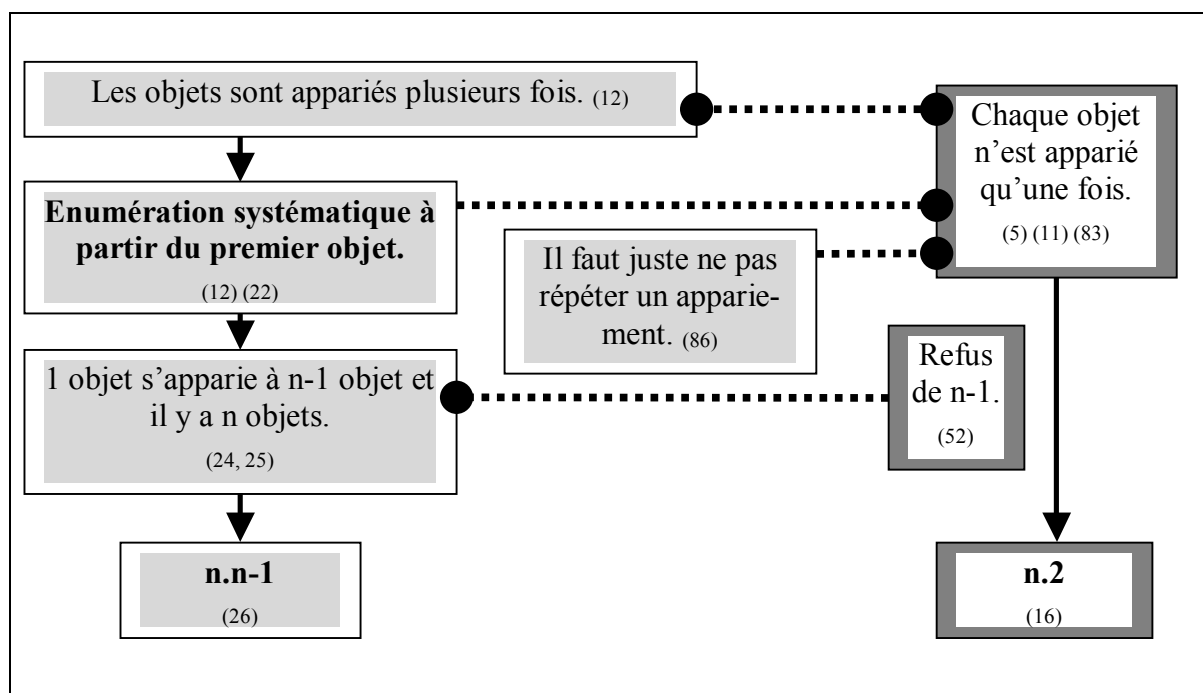 Les objets sont appariés plusieurs fois. (12)
Chaque objet
n’est apparié
qu’une fois.
(5) (11) (83)
Enumération systématique à
partir du premier objet.
(12) (22)
Il faut juste ne pas
répéter un apparie-
ment. (86)
1 objet s’apparie à n-1 objet et
il y a n objets.
(24, 25)
Refus
de n-1.
(52)
n.n-1
(26)
n.2
(16)